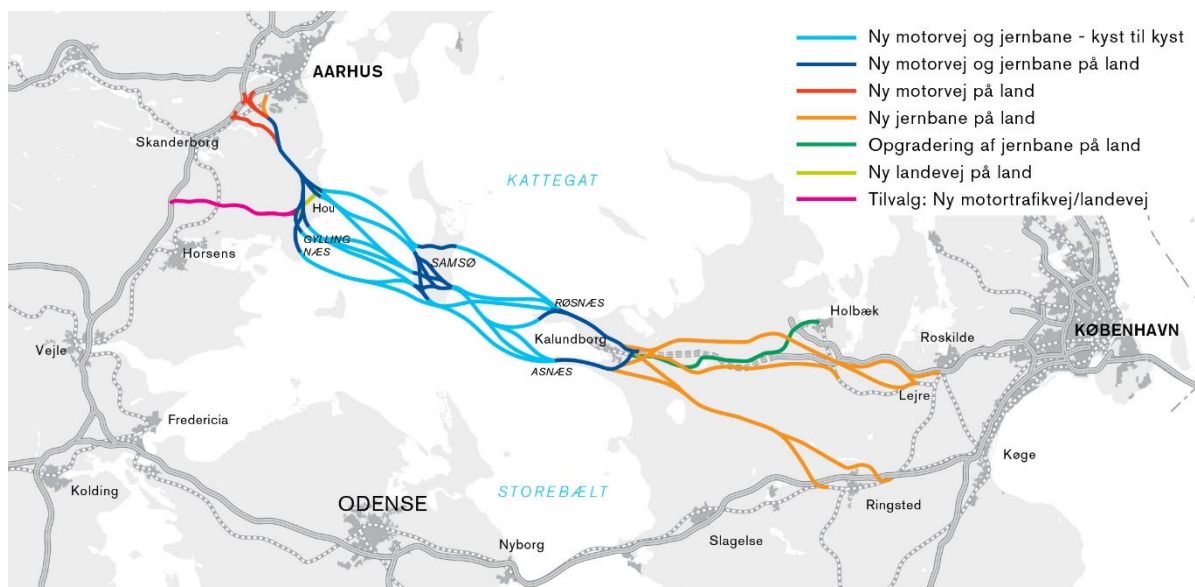 Ny motorvej og jernbane - kyst til kyst
Ny motorvej og jernbane på land
Ny motorvej på land
Ny jernbane på land
Opgradering af jernbane på land
Ny landevej på land
Tilvalg: Ny motortrafikvej/landevej
AARHUS
Skanderborg
KATTEGAT
Hou
GYLLING
NÆS
Horsens
SAMSØ
RØSNÆS
Kalundborg
ASNÆS
Holbæk
Roskilde
KØBENHAVN
Lejre
Vejle
Fredericia
Kolding
ODENSE
STOREBÆLT
Nyborg
Slagelse
Ringsted
Køge